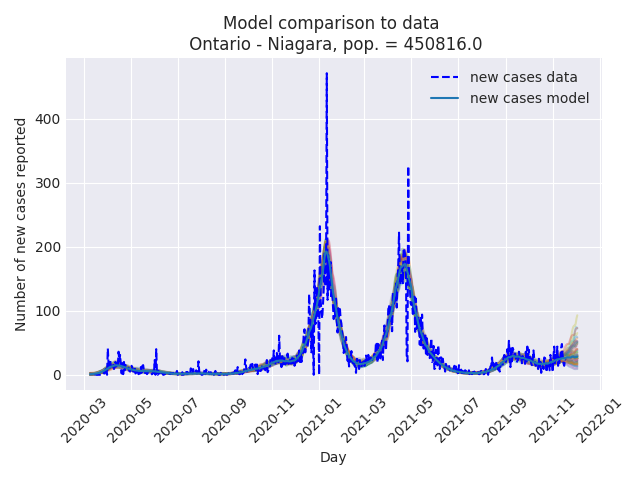 Model comparison to data
Ontario - Niagara, pop. = 450816.0
new cases data
new cases model
Number of new cases reported
400
300
200
100
0
2020-03
2020-05
2020-07
2020-09
2020-11
2021-01
2021-03
2021-05
2021-07
2021-09
2021-11
2022-01
Day